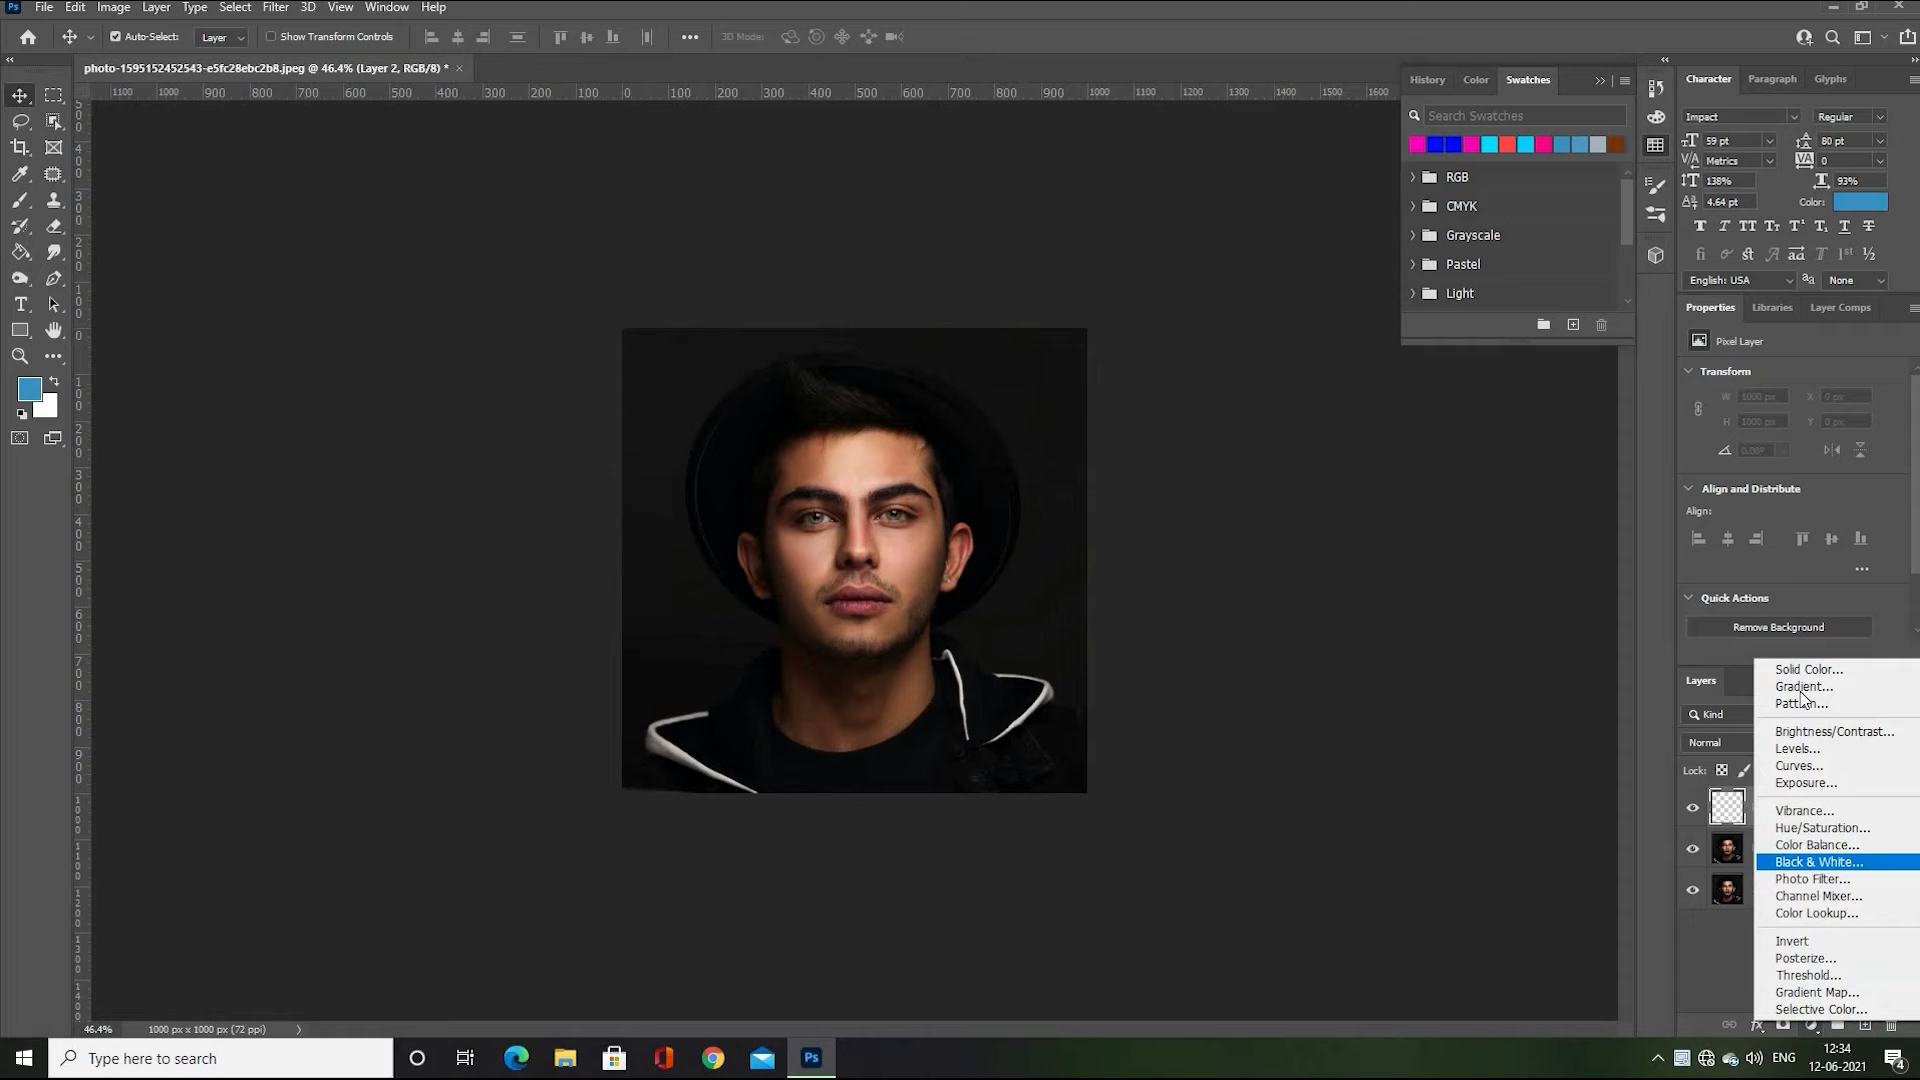 Ps File Edit Image Layer Type Select Filter 3D View Window Help
Auto-Select: Layer Show Transform Controls 3D Mode:
photo-1595152452543-e5fc28ebc2b8.jpeg @ 46.4% (Layer 2, RGB/8) *
1100 1000 900 800 700 600 500 400 300 200 100 0 100 200 300 400 500 600 700 800 900 1000 1100 1200 1300 1400 1500 1600
History Color Swatches
Search Swatches
RGB
CMYK
Grayscale
Pastel
Light
Character Paragraph Glyphs
Impact Regular
59 pt 80 pt
Metrics 0
138% 93%
4.64 pt Color:
English: USA None
Properties Libraries Layer Comps
Pixel Layer
Transform
W 1000 px X 0 px
H 1000 px Y 0 px
0.00°
Align and Distribute
Align:
Quick Actions
Remove Background
Layers
Kind
Normal
Lock:
Solid Color...
Gradient...
Pattern...
Brightness/Contrast...
Levels...
Curves...
Exposure...
Vibrance...
Hue/Saturation...
Color Balance...
Black & White...
Photo Filter...
Channel Mixer...
Color Lookup...
Invert
Posterize...
Threshold...
Gradient Map...
Selective Color...
46.4% 1000 px x 1000 px (72 ppi)
Type here to search
Ps
ENG
12:34
12-06-2021
4